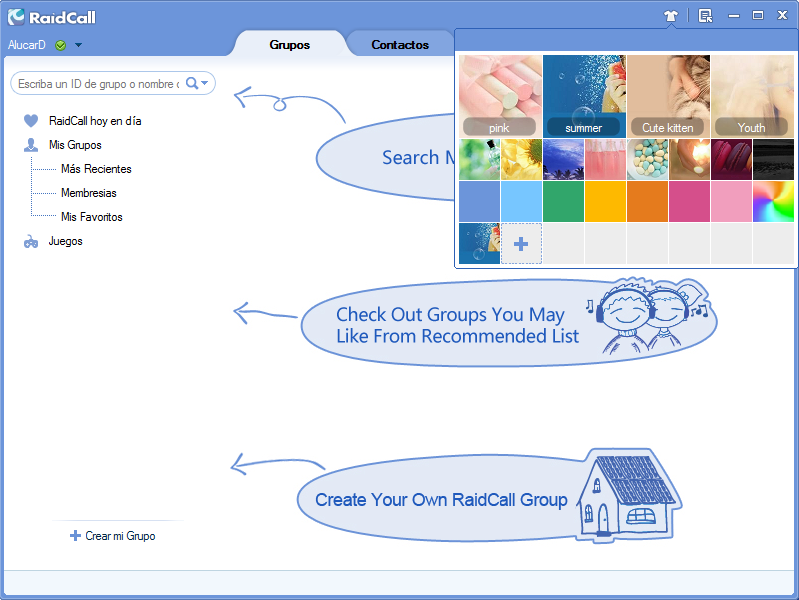 RaidCall
AlucarD
Grupos
Contactos
Escriba un ID de grupo o nombre
RaidCall hoy en día
Mis Grupos
Más Recientes
Membresias
Mis Favoritos
Juegos
Crear mi Grupo
Search
pink
summer
Cute kitten
Youth
Check Out Groups You May
Like From Recommended List
Create Your Own RaidCall Group